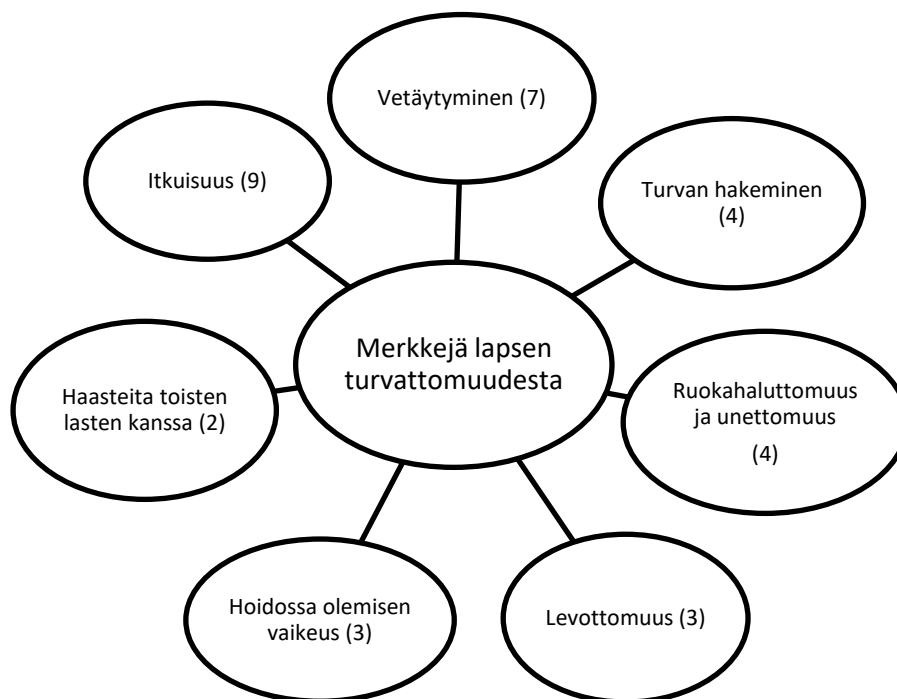 Vetäytyminen (7)
Itkuisuus (9)
Turvan hakeminen
(4)
Merkkejä lapsen
turvattomuudesta
Haasteita toisten
lasten kanssa (2)
Ruokahaluttomuus
ja unettomuus
(4)
Hoidossa olemisen
vaikeus (3)
Levottomuus (3)